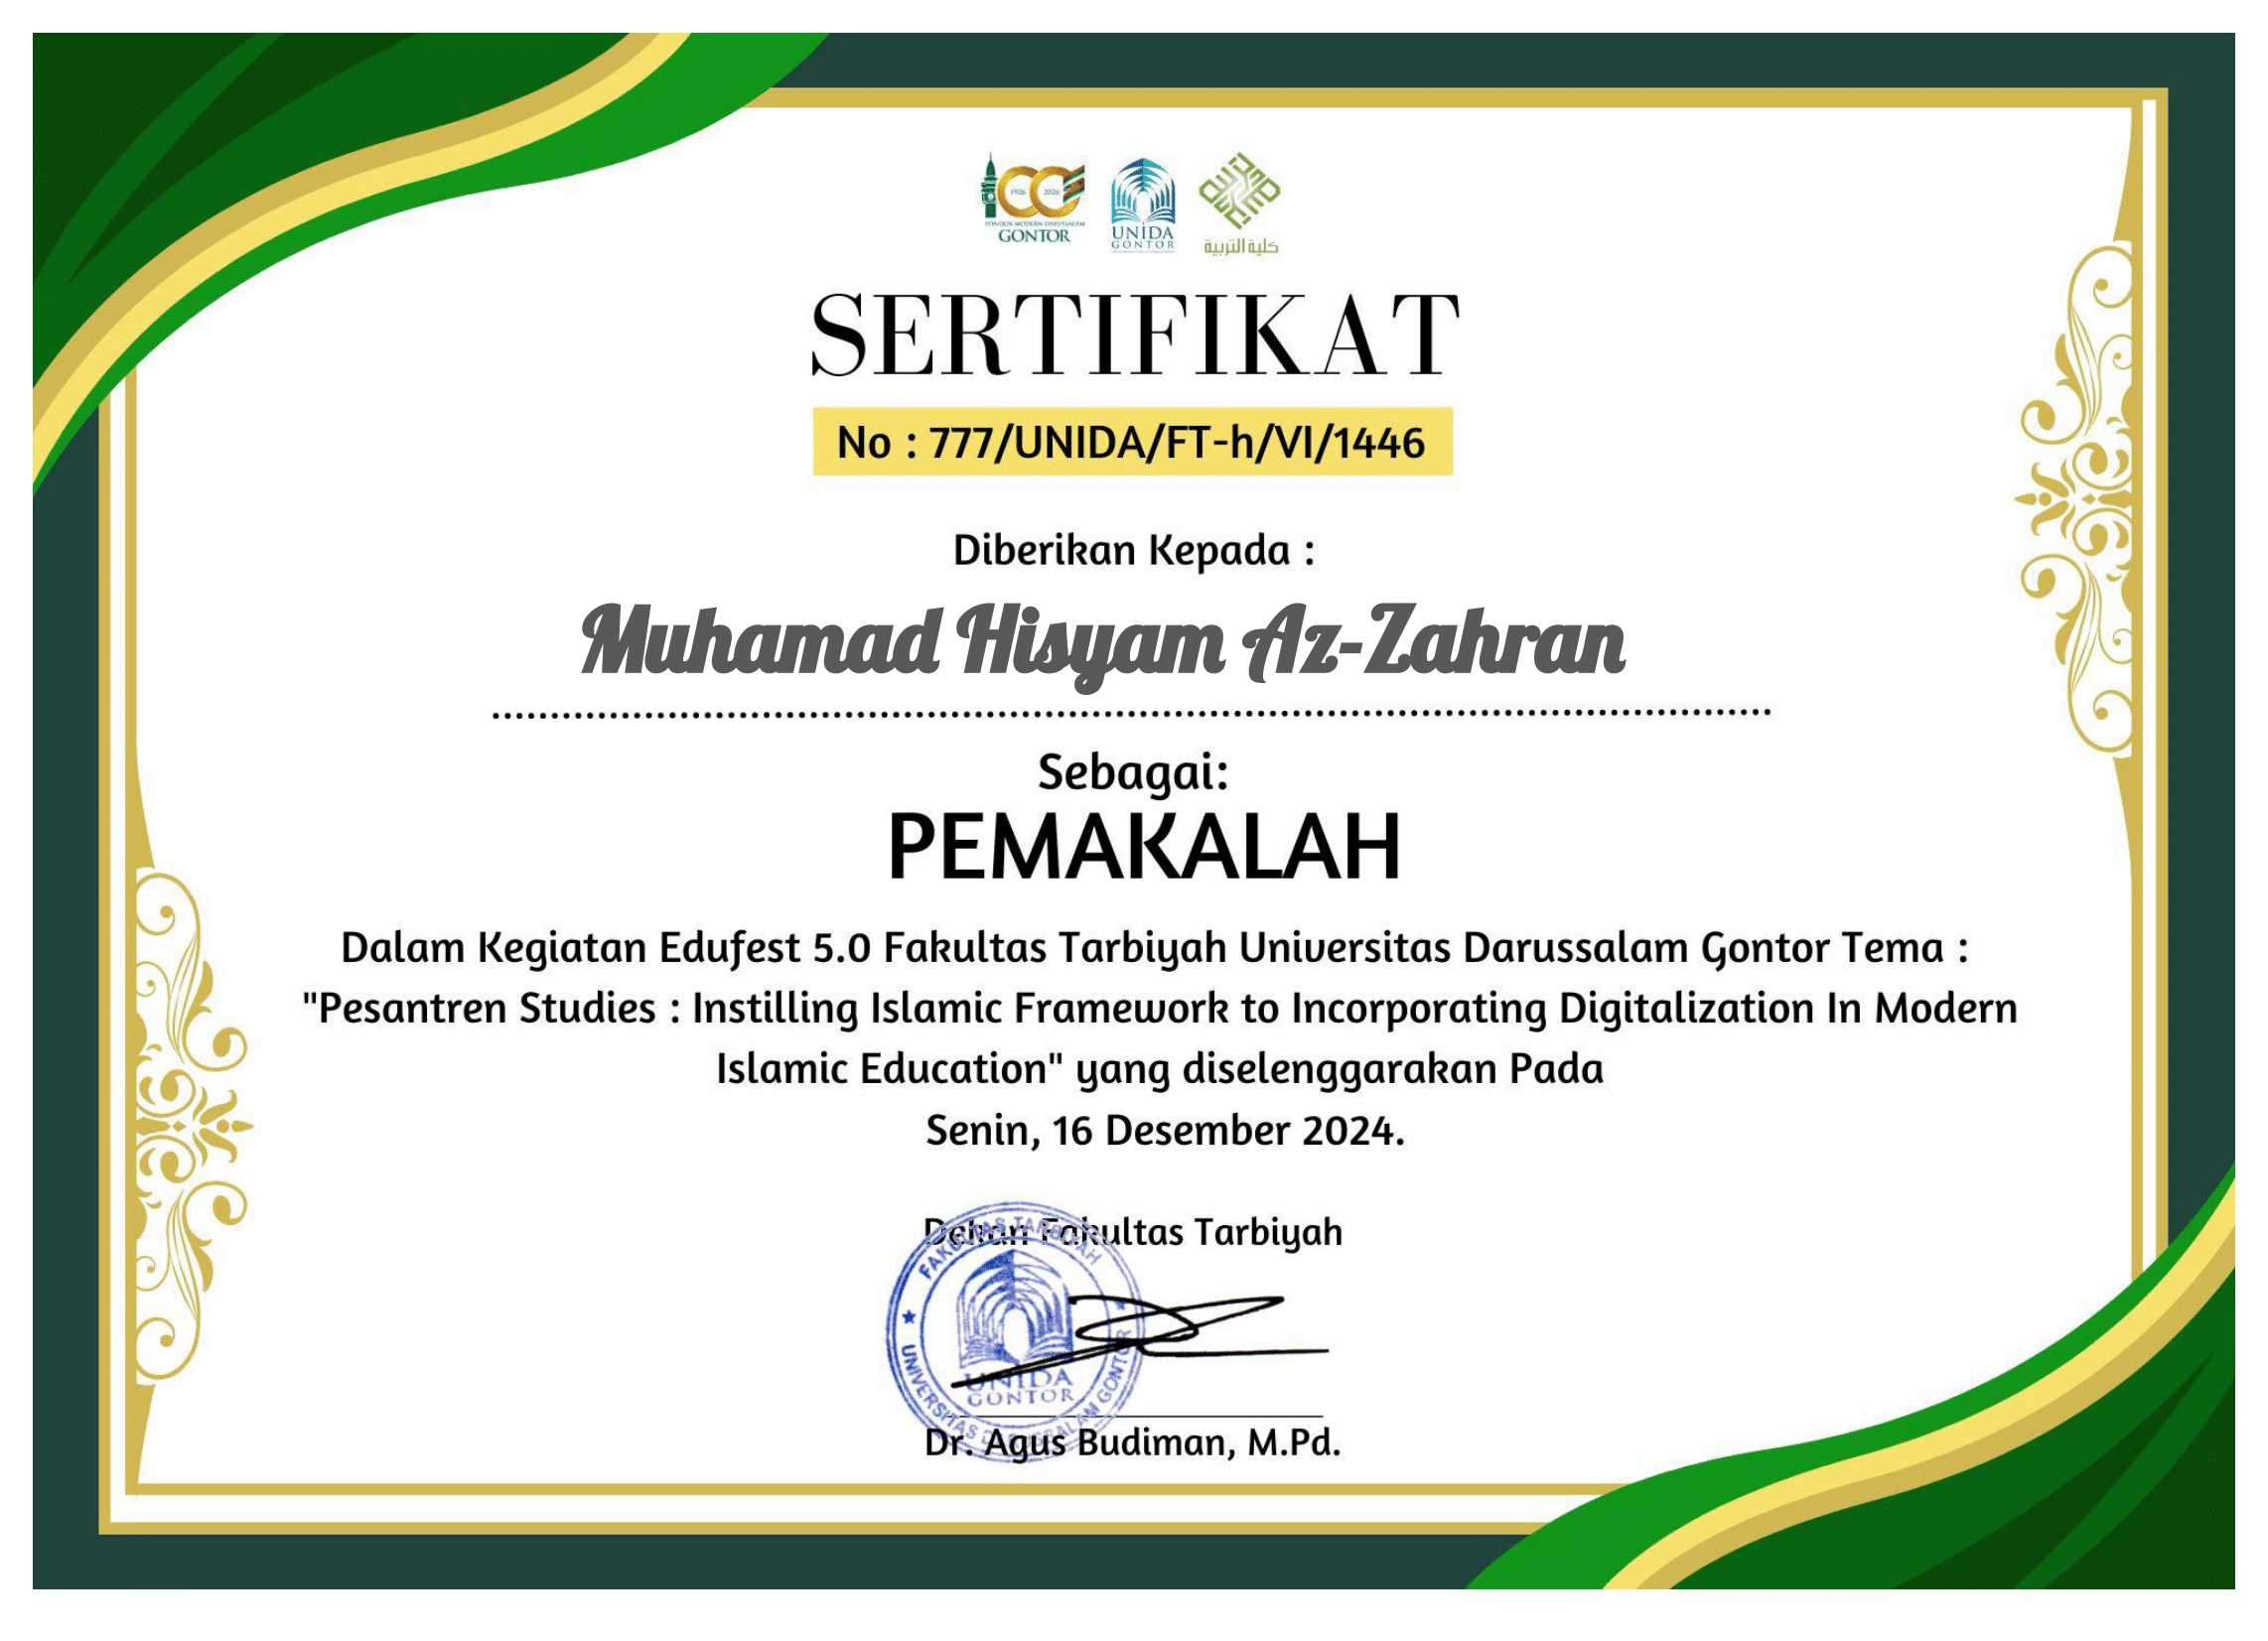 1926 2026
PONDOK MODERN DARUSSALAM
GONTOR
UNIDA
GONTOR
كلية التربية
SERTIFIKAT
No : 777/UNIDA/FT-h/VI/1446
Diberikan Kepada :
Muhamad Hisyam Az-Zahran
Sebagai:
PEMAKALAH
Dalam Kegiatan Edufest 5.0 Fakultas Tarbiyah Universitas Darussalam Gontor Tema :
"Pesantren Studies : Instilling Islamic Framework to Incorporating Digitalization In Modern
Islamic Education" yang diselenggarakan Pada
Senin, 16 Desember 2024.
Dekan Fakultas Tarbiyah
FAKULTAS TARBIYAH
UNIDA
GONTOR
UNIVERSITAS DARUSSALAM GONTOR
Dr. Agus Budiman, M.Pd.